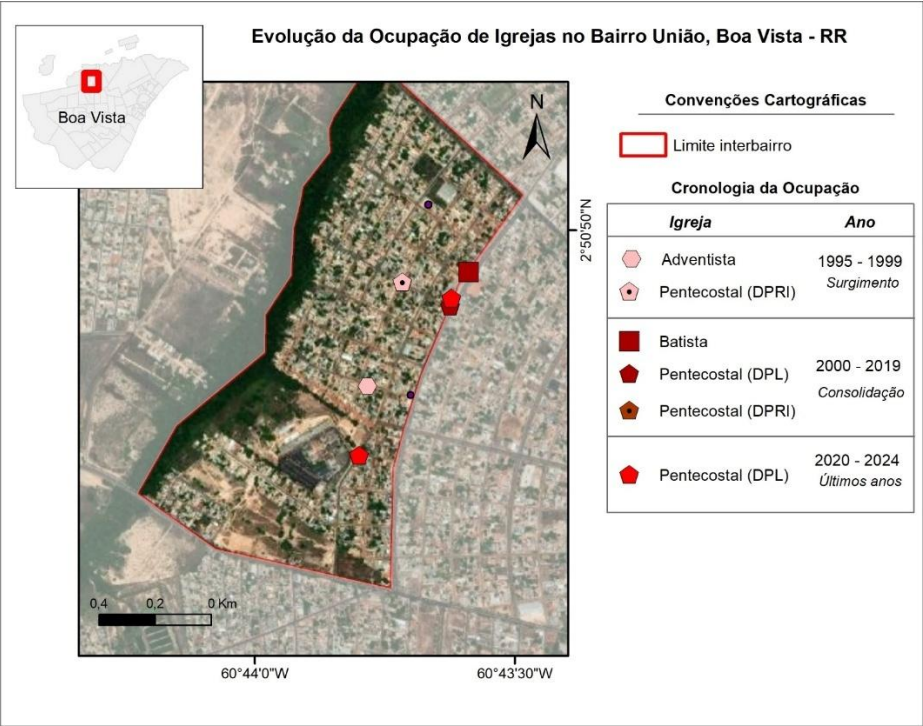 Evolução da Ocupação de Igrejas no Bairro União, Boa Vista - RR
Boa Vista
N
Convenções Cartográficas
Limite interbairro
Cronologia da Ocupação
Igreja Ano
Adventista
1995 - 1999
Surgimento
Pentecostal (DPRI)
Batista
2000 - 2019
Pentecostal (DPL)
Consolidação
Pentecostal (DPRI)
2020 - 2024
Pentecostal (DPL)
Últimos anos
2°50'50"N
0,4 0,2 0 Km
60°44'0"W 60°43'30"W